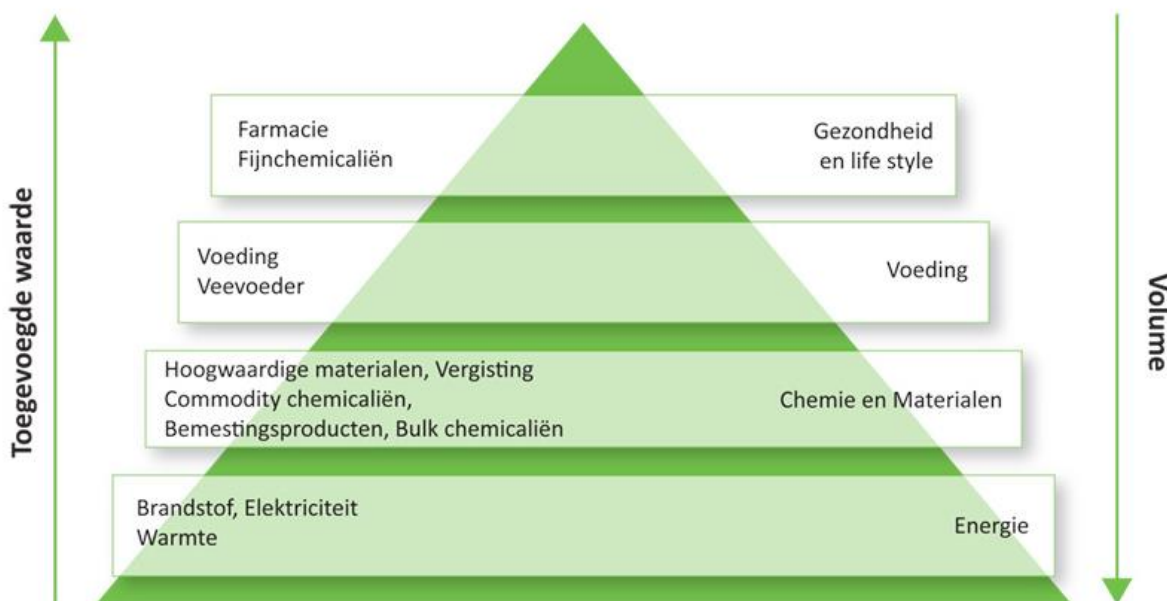 Toegevoegde waarde
Farmacie
Fijnchemicaliën
Gezondheid
en life style
Voeding
Veevoeder
Voeding
Hoogwaardige materialen, Vergisting
Commodity chemicaliën,
Bemestingsproducten, Bulk chemicaliën
Chemie en Materialen
Brandstof, Elektriciteit
Warmte
Energie
Volume